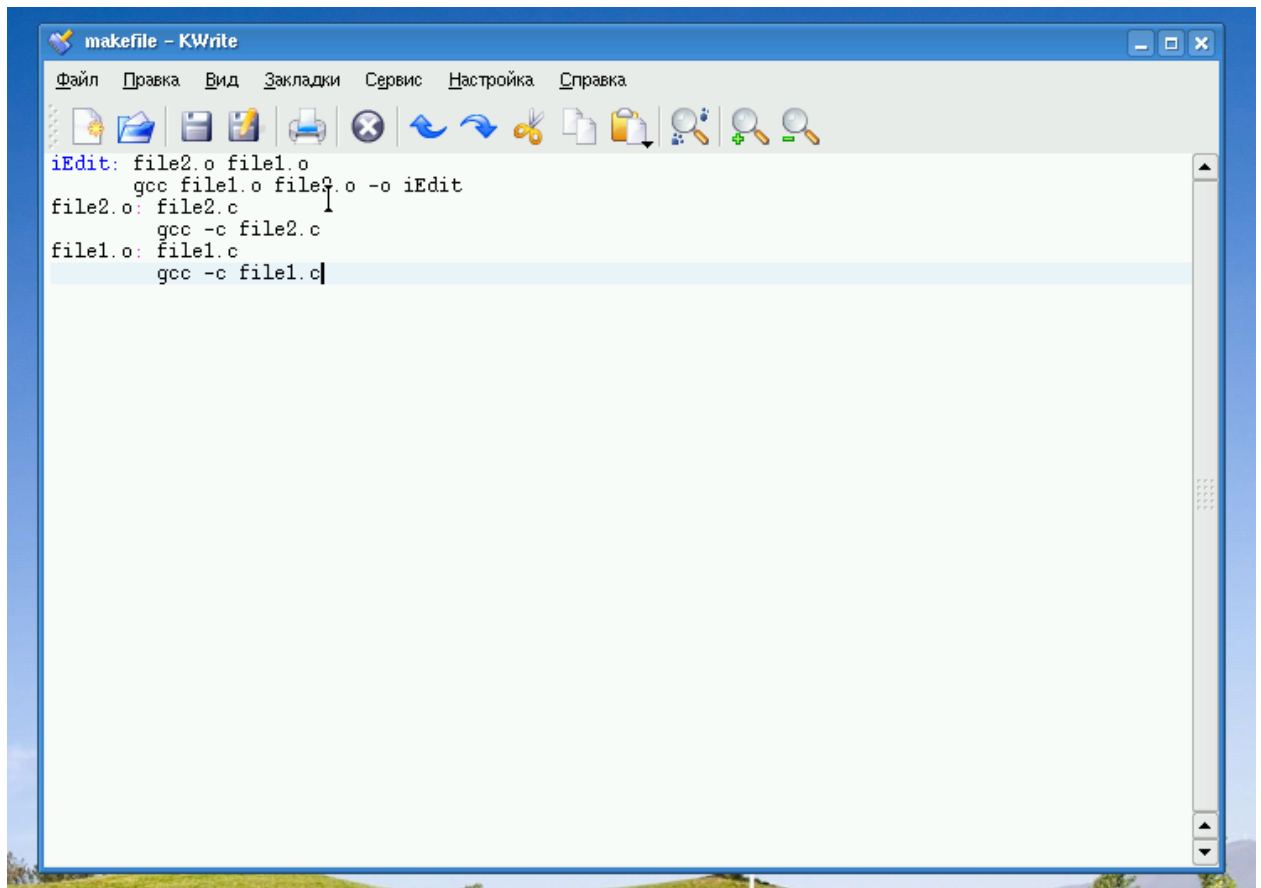 makefile – KWrite
Файл Правка Вид Закладки Сервис Настройка Справка
iEdit: file2.o file1.o
gcc file1.o file2.o -o iEdit
file2.o: file2.c
gcc -c file2.c
file1.o: file1.c
gcc -c file1.c